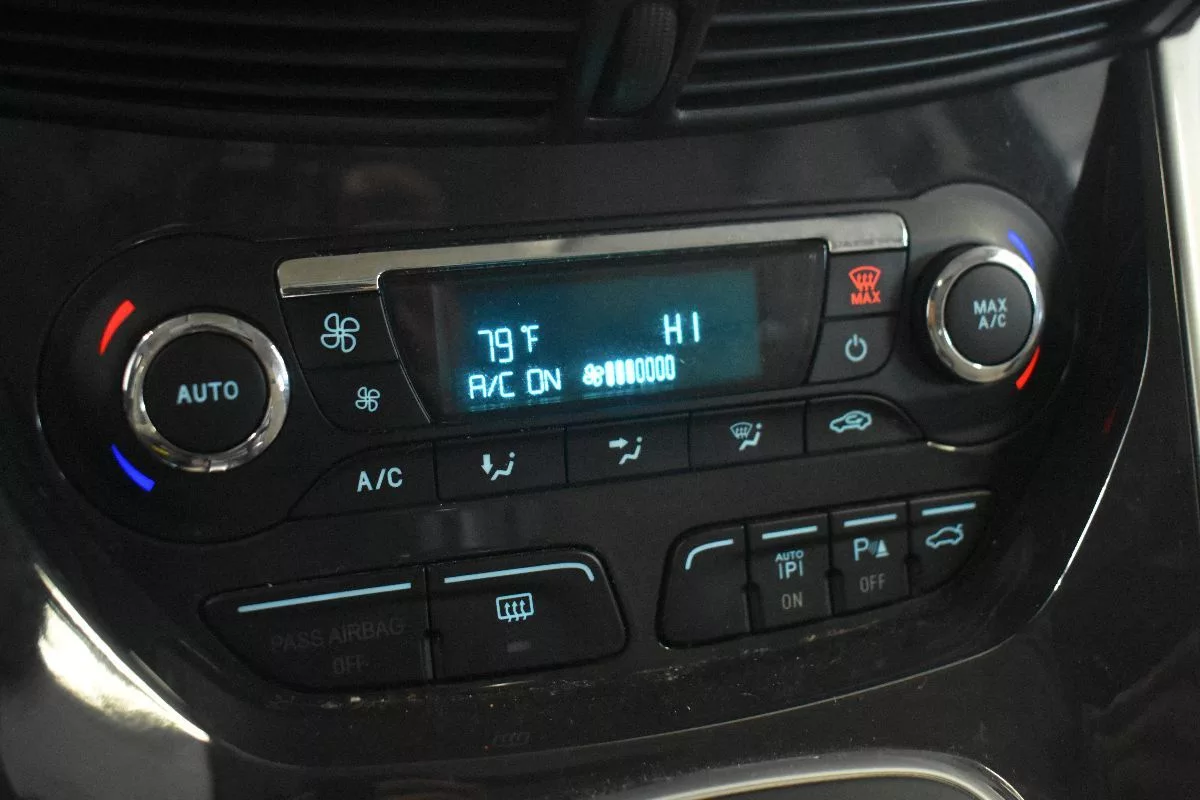 79 °F HI
A/C ON
AUTO
MAX
MAX
A/C
A/C
PASS AIRBAG
OFF
AUTO
P
ON
P
OFF